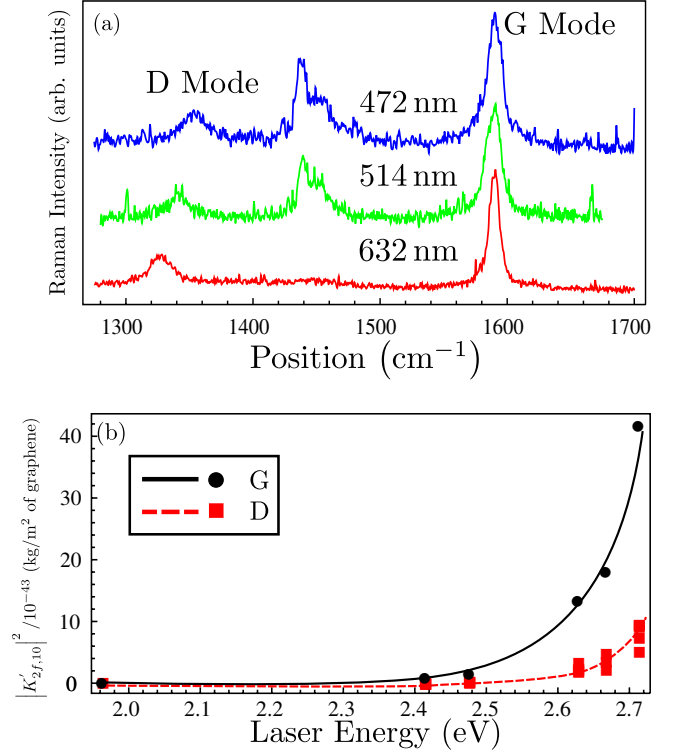 (a)
G Mode
D Mode
472 nm
514 nm
632 nm
Raman Intensity (arb. units)
1300 1400 1500 1600 1700
Position (cm⁻¹)
(b)
G
D
|K′₂f,₁₀|² /10⁻⁴³ (kg/m² of graphene)
40
30
20
10
0
2.0 2.1 2.2 2.3 2.4 2.5 2.6 2.7
Laser Energy (eV)